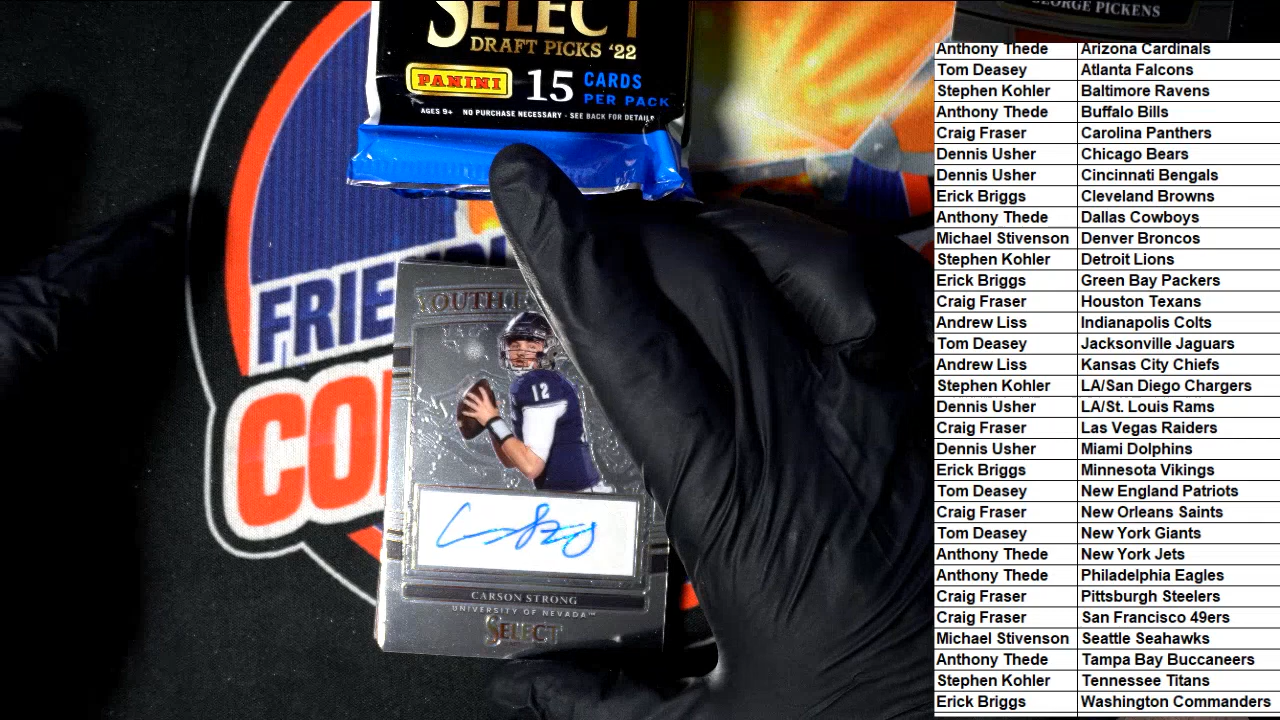 SELECT
DRAFT PICKS '22
PANINI 15 CARDS
PER PACK
AGES 9+ NO PURCHASE NECESSARY - SEE BACK FOR DETAILS
FRIE
CO
12
CARSON STRONG
UNIVERSITY OF NEVADA™
SELECT
GEORGE PICKENS
Anthony Thede Arizona Cardinals
Tom Deasey Atlanta Falcons
Stephen Kohler Baltimore Ravens
Anthony Thede Buffalo Bills
Craig Fraser Carolina Panthers
Dennis Usher Chicago Bears
Dennis Usher Cincinnati Bengals
Erick Briggs Cleveland Browns
Anthony Thede Dallas Cowboys
Michael Stivenson Denver Broncos
Stephen Kohler Detroit Lions
Erick Briggs Green Bay Packers
Craig Fraser Houston Texans
Andrew Liss Indianapolis Colts
Tom Deasey Jacksonville Jaguars
Andrew Liss Kansas City Chiefs
Stephen Kohler LA/San Diego Chargers
Dennis Usher LA/St. Louis Rams
Craig Fraser Las Vegas Raiders
Dennis Usher Miami Dolphins
Erick Briggs Minnesota Vikings
Tom Deasey New England Patriots
Craig Fraser New Orleans Saints
Tom Deasey New York Giants
Anthony Thede New York Jets
Anthony Thede Philadelphia Eagles
Craig Fraser Pittsburgh Steelers
Craig Fraser San Francisco 49ers
Michael Stivenson Seattle Seahawks
Anthony Thede Tampa Bay Buccaneers
Stephen Kohler Tennessee Titans
Erick Briggs Washington Commanders